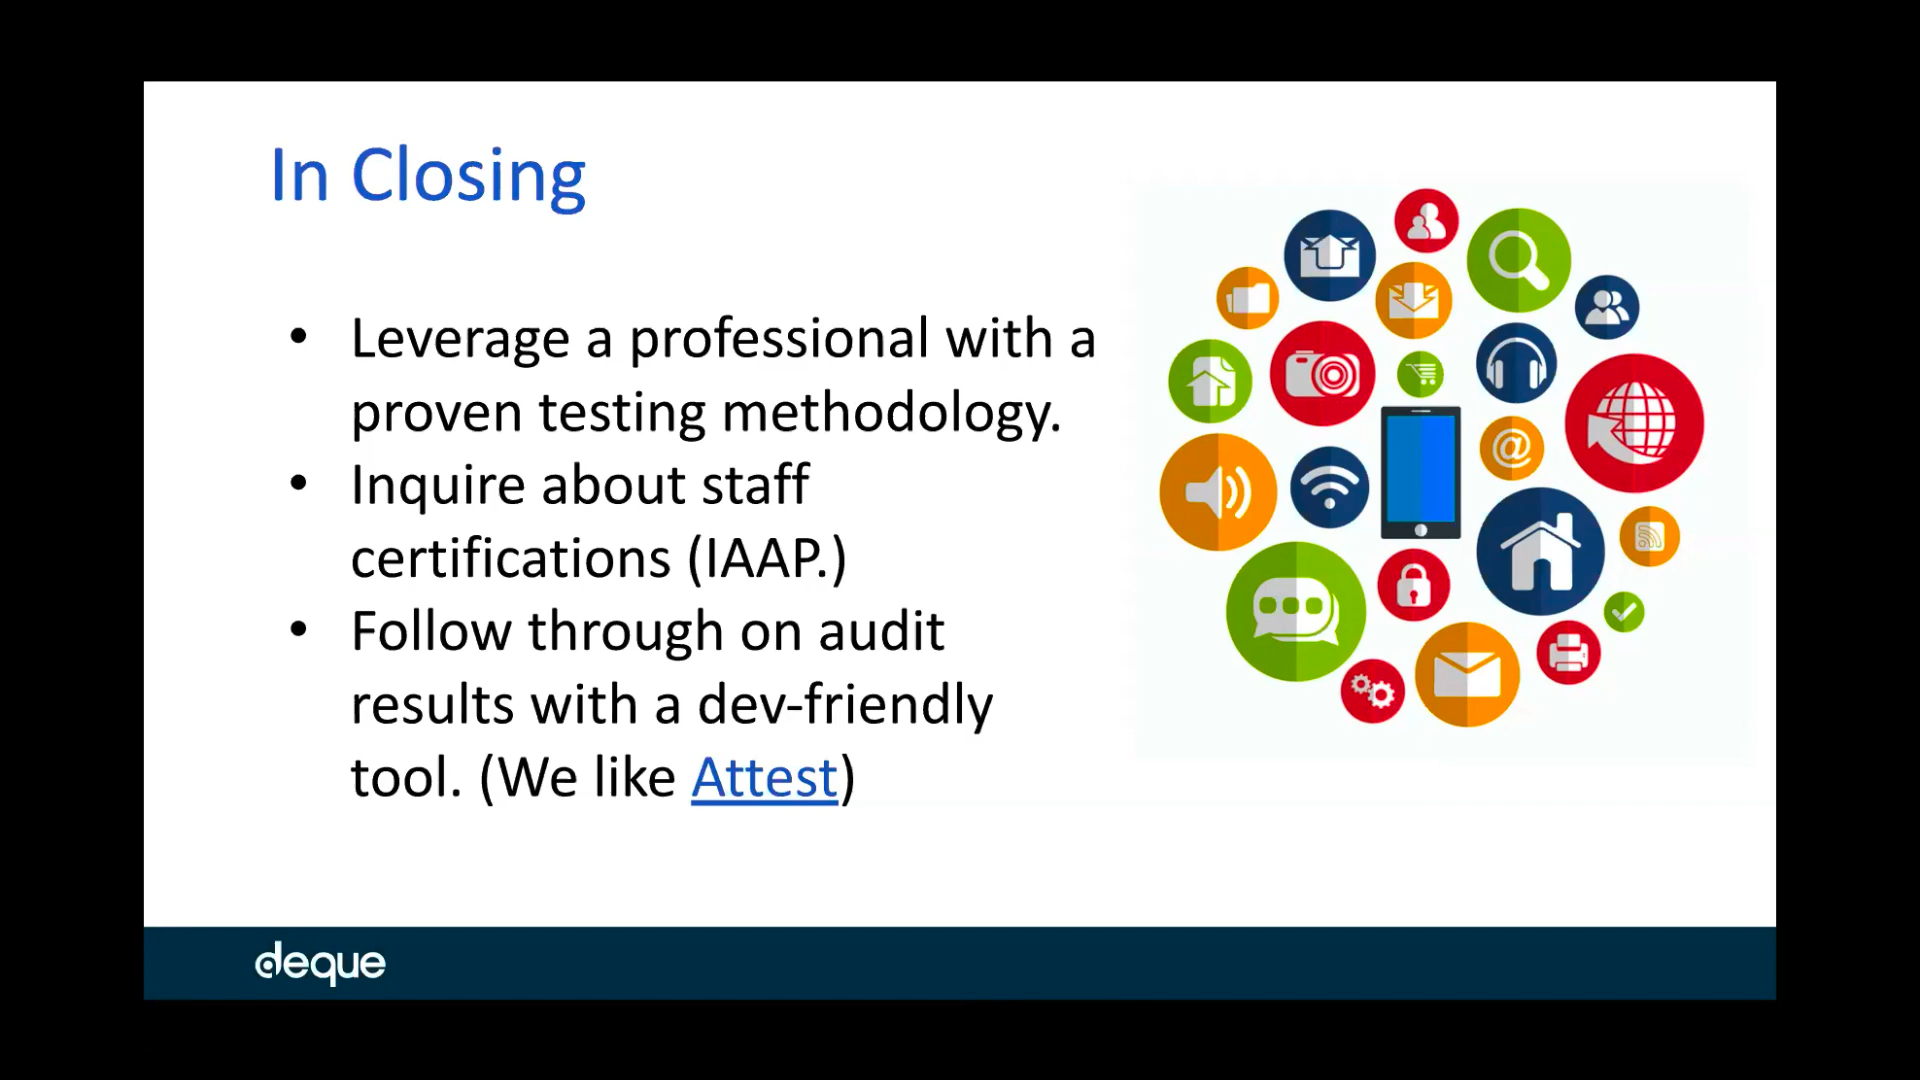 In Closing
• Leverage a professional with a
proven testing methodology.
• Inquire about staff
certifications (IAAP.)
• Follow through on audit
results with a dev-friendly
tool. (We like Attest)
@
deque